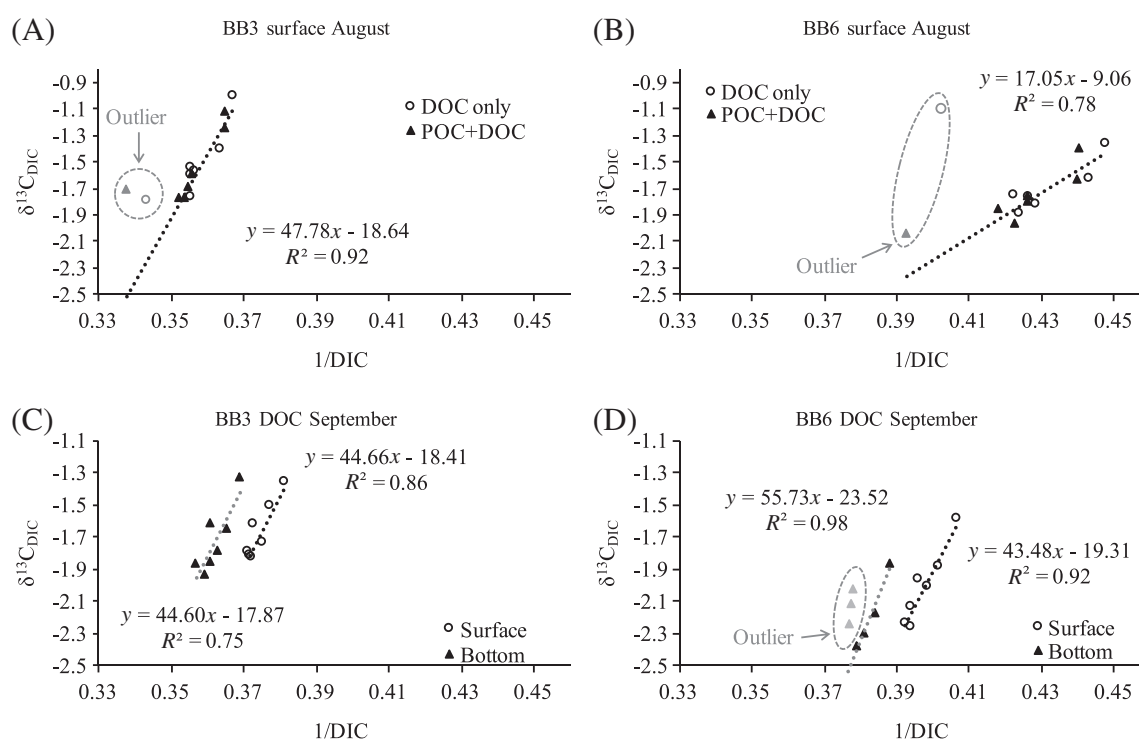 (A)
BB3 surface August
-0.9
-1.1
-1.3
-1.5
-1.7
-1.9
-2.1
-2.3
-2.5
δ¹³C_DIC
Outlier
DOC only
POC+DOC
y = 47.78x - 18.64
R² = 0.92
0.33 0.35 0.37 0.39 0.41 0.43 0.45
1/DIC
(B)
BB6 surface August
-0.9
-1.1
-1.3
-1.5
-1.7
-1.9
-2.1
-2.3
-2.5
δ¹³C_DIC
DOC only
POC+DOC
y = 17.05x - 9.06
R² = 0.78
Outlier
0.33 0.35 0.37 0.39 0.41 0.43 0.45
1/DIC
(C)
BB3 DOC September
-1.1
-1.3
-1.5
-1.7
-1.9
-2.1
-2.3
-2.5
δ¹³C_DIC
y = 44.66x - 18.41
R² = 0.86
y = 44.60x - 17.87
R² = 0.75
Surface
Bottom
0.33 0.35 0.37 0.39 0.41 0.43 0.45
1/DIC
(D)
BB6 DOC September
-1.1
-1.3
-1.5
-1.7
-1.9
-2.1
-2.3
-2.5
δ¹³C_DIC
y = 55.73x - 23.52
R² = 0.98
y = 43.48x - 19.31
R² = 0.92
Outlier
Surface
Bottom
0.33 0.35 0.37 0.39 0.41 0.43 0.45
1/DIC